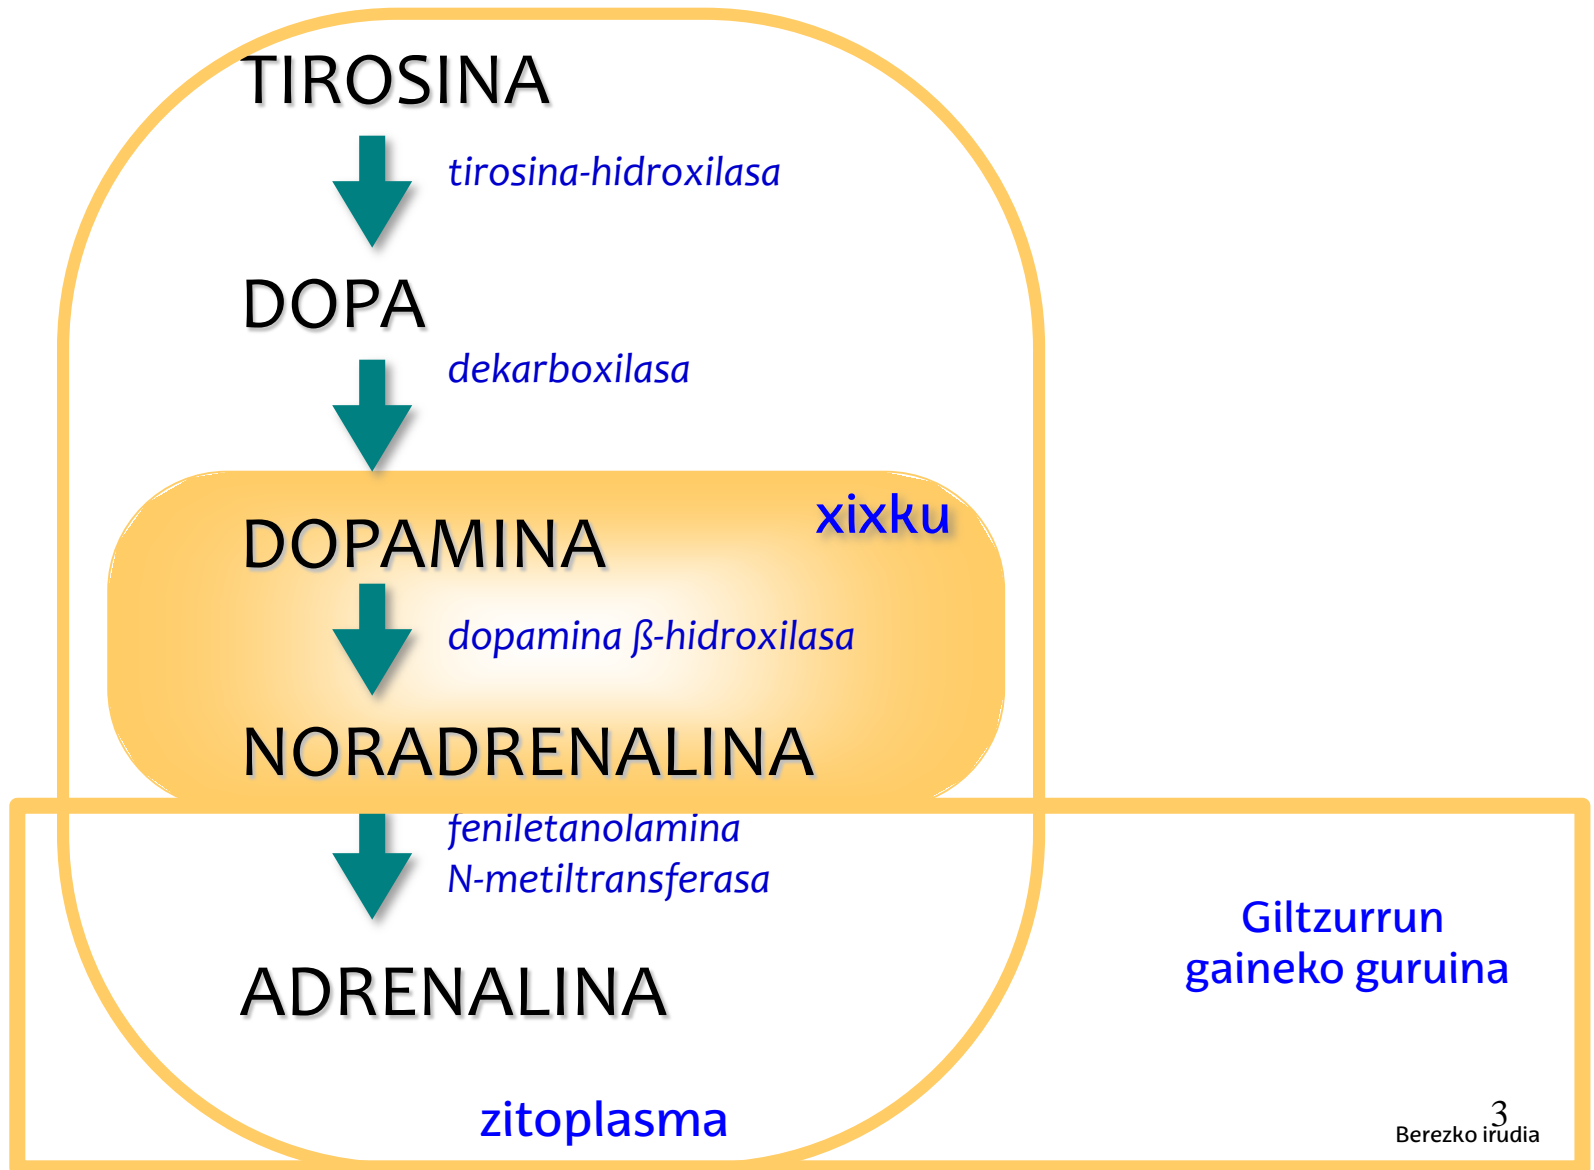 TIROSINA
tirosina-hidroxilasa
DOPA
dekarboxilasa
xixku
DOPAMINA
dopamina ß-hidroxilasa
NORADRENALINA
feniletanolamina
N-metiltransferasa
Giltzurrun
gaineko guruina
ADRENALINA
zitoplasma
3
Berezko irudia